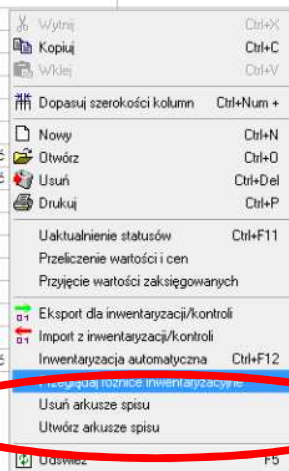 Wytnij Ctrl+X
Kopiuj Ctrl+C
Wklej Ctrl+V
Dopasuj szerokości kolumn Ctrl+Num +
Nowy Ctrl+N
Otwórz Ctrl+O
Usuń Ctrl+Del
Drukuj Ctrl+P
Uaktualnienie statusów Ctrl+F11
Przeliczenie wartości i cen
Przyjęcie wartości zaksięgowanych
Eksport dla inwentaryzacji/kontroli
Import z inwentaryzacji/kontroli
Inwentaryzacja automatyczna Ctrl+F12
Przeglądaj różnice inwentaryzacyjne
Usuń arkusze spisu
Utwórz arkusze spisu
Odśwież F5